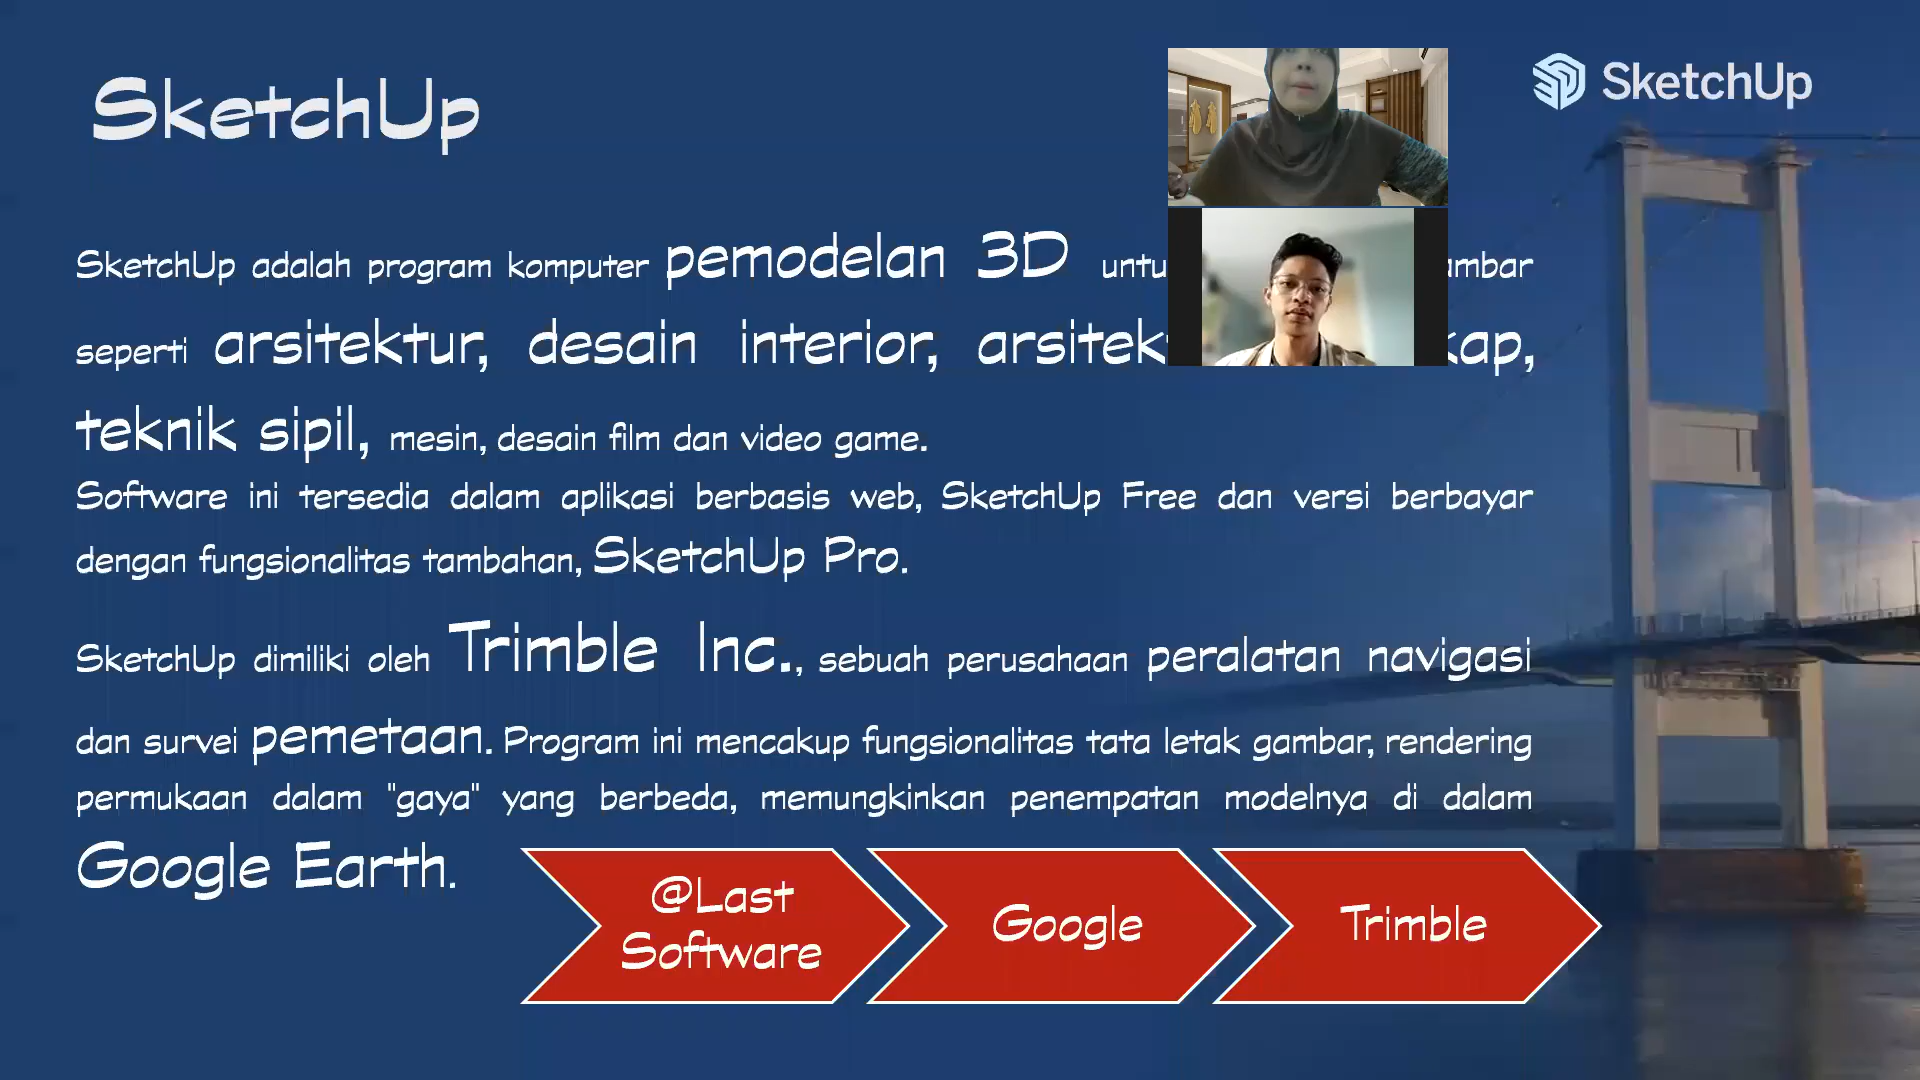 SketchUp
SketchUp
SketchUp adalah program komputer pemodelan 3D
seperti arsitektur, desain interior,
teknik sipil, mesin, desain film dan video game.
Software ini tersedia dalam aplikasi berbasis web, SketchUp Free dan versi berbayar
dengan fungsionalitas tambahan, SketchUp Pro.
SketchUp dimiliki oleh Trimble Inc., sebuah perusahaan peralatan navigasi
dan survei pemetaan. Program ini mencakup fungsionalitas tata letak gambar, rendering
permukaan dalam "gaya" yang berbeda, memungkinkan penempatan modelnya di dalam
Google Earth.
@Last
Software
Google
Trimble